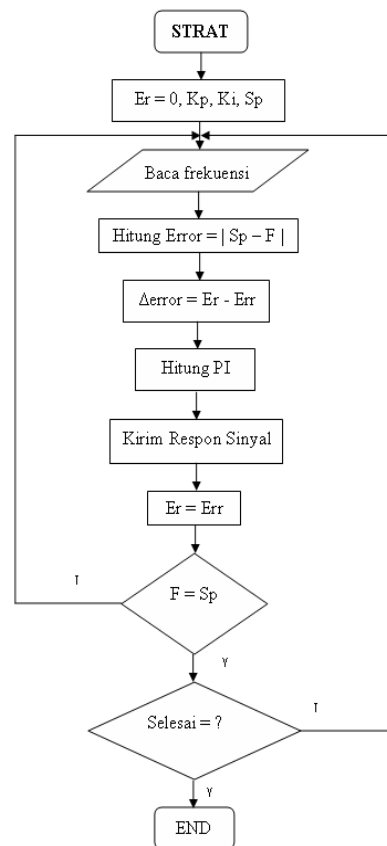 STRAT
Er = 0, Kp, Ki, Sp
Baca frekuensi
Hitung Error = | Sp – F |
Δerror = Er - Err
Hitung PI
Kirim Respon Sinyal
Er = Err
F = Sp
T
Y
Selesai = ?
T
Y
END